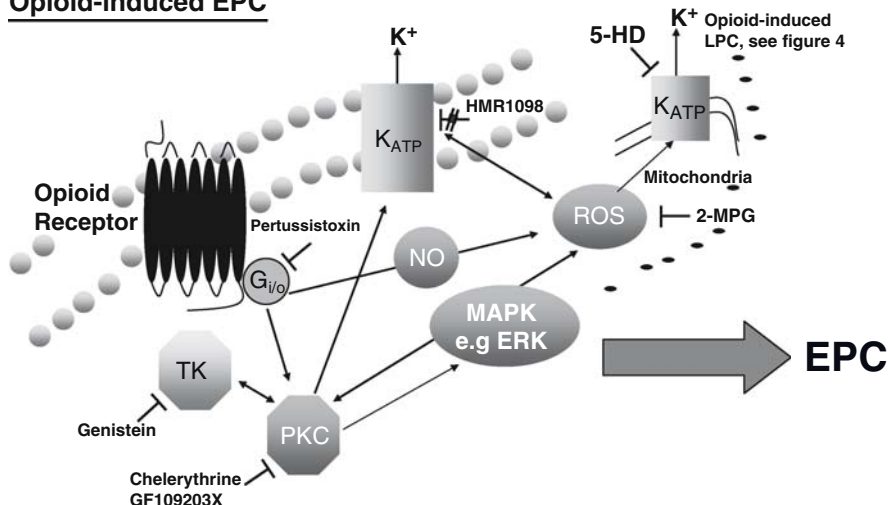 Opioid-induced EPC
K+
5-HD
K+ Opioid-induced
LPC, see figure 4
HMR1098
KATP
KATP
Mitochondria
Opioid
Receptor
Pertussistoxin
ROS
2-MPG
NO
Gi/o
MAPK
e.g ERK
EPC
TK
Genistein
PKC
Chelerythrine
GF109203X